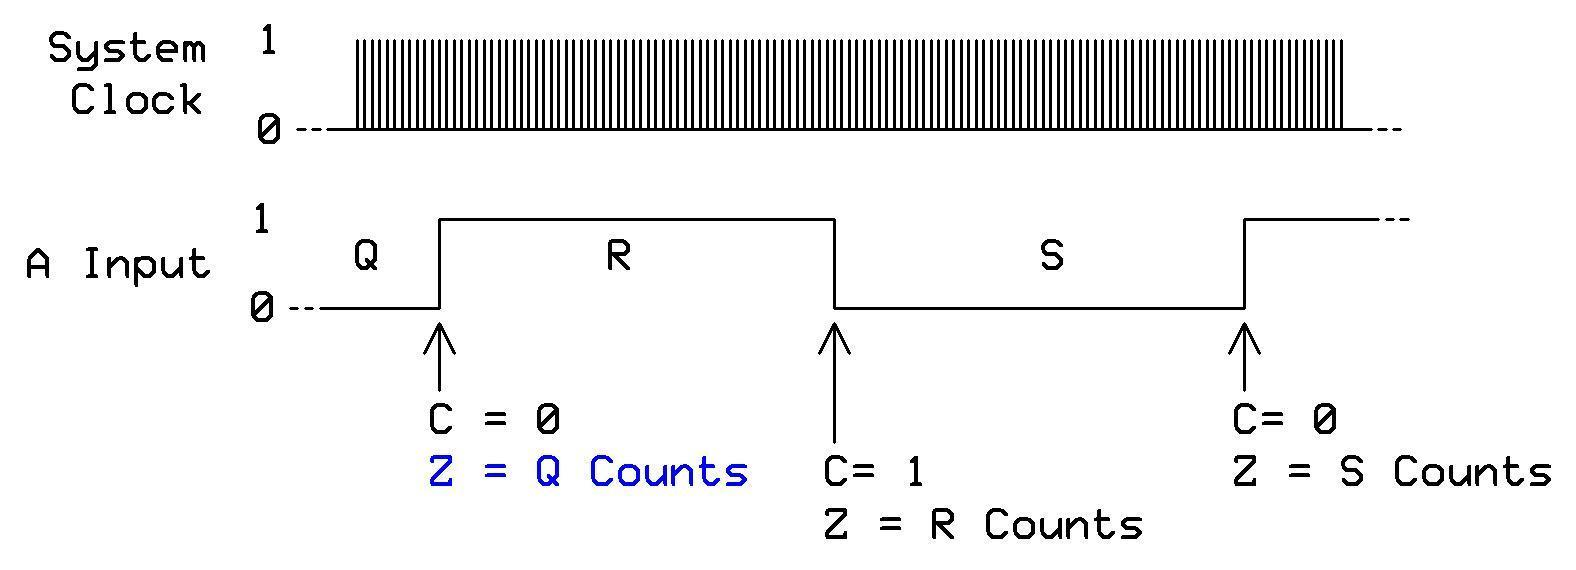 System
Clock
1
0
A Input
1
0
Q
R
S
C = 0
Z = Q Counts
C= 1
Z = R Counts
C= 0
Z = S Counts